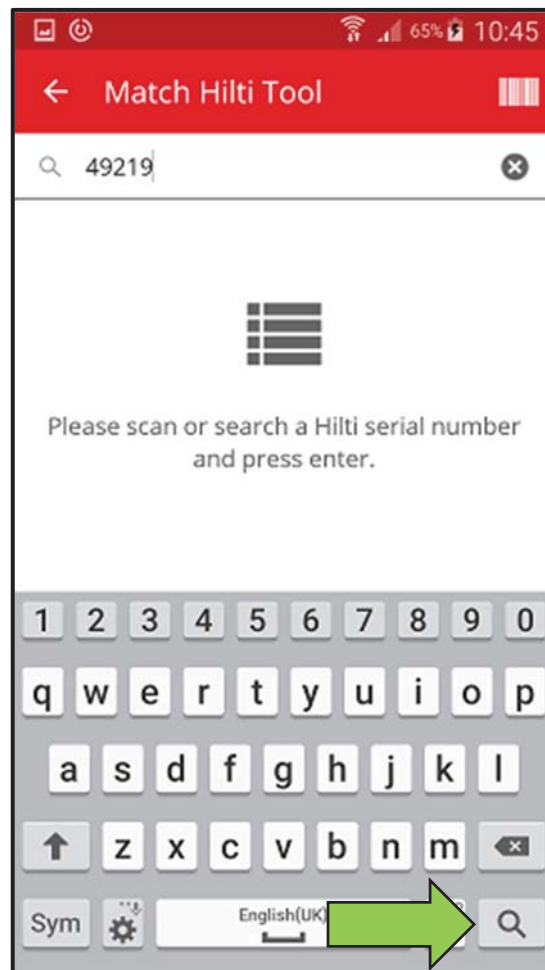 65% 10:45
Match Hilti Tool
49219
Please scan or search a Hilti serial number
and press enter.
1 2 3 4 5 6 7 8 9 0
q w e r t y u i o p
a s d f g h j k l
z x c v b n m
Sym English(UK)